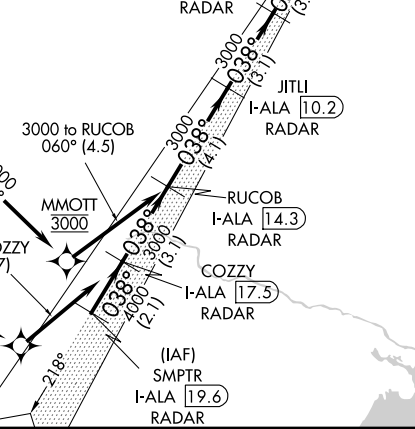 RADAR
3000
038°
(3.1)
JITLI
I-ALA 10.2
RADAR
3000 to RUCOB
060° (4.5)
3000
038°
(4.1)
MMOTT
3000
RUCOB
I-ALA 14.3
RADAR
038°
3000
(3.1)
COZZY
I-ALA 17.5
RADAR
038°
4000
(2.1)
(IAF)
SMPTR
I-ALA 19.6
RADAR
218°